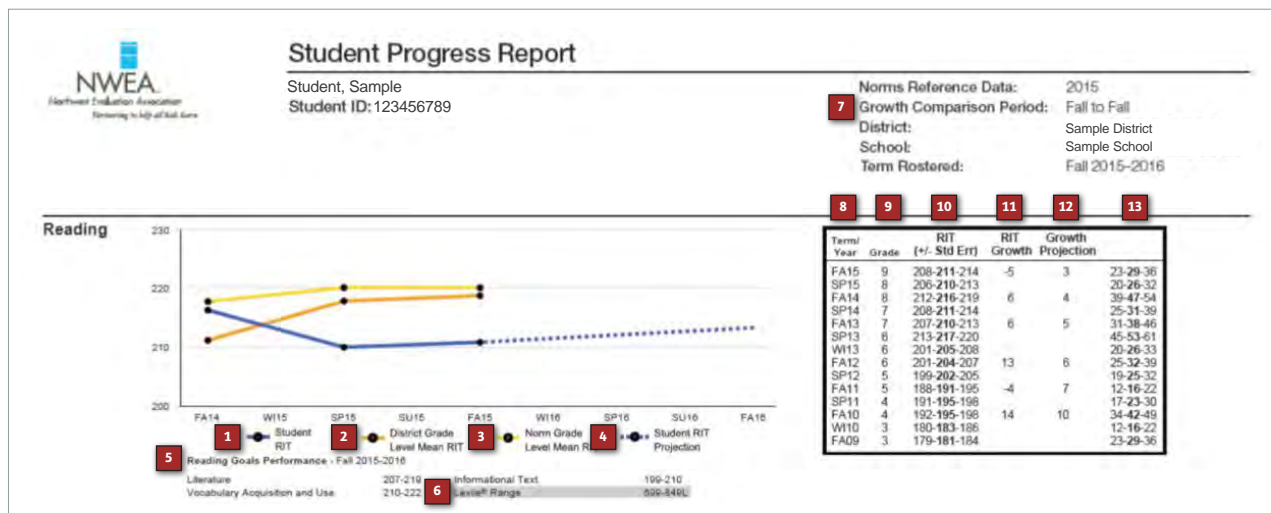 Student Progress Report
NWEA
Northwest Evaluation Association
Partnering to help all kids learn
Student, Sample
Student ID: 123456789
Norms Reference Data: 2015
7 Growth Comparison Period: Fall to Fall
District: Sample District
School: Sample School
Term Rostered: Fall 2015–2016
Reading
230
220
210
200
FA14 WI15 SP15 SU15 FA15 WI16 SP16 SU16 FA16
1 Student RIT
2 District Grade Level Mean RIT
3 Norm Grade Level Mean RI
4 Student RIT Projection
5 Reading Goals Performance - Fall 2015-2016
Literature 207-219 Informational Text 199-210
Vocabulary Acquisition and Use 210-222 6 Lexile® Range 699-849L
8 9 10 11 12 13
Term/ Year Grade RIT (+/- Std Err) RIT Growth Growth Projection
FA15 9 208-211-214 -5 3 23-29-36
SP15 8 206-210-213 20-26-32
FA14 8 212-216-219 6 4 39-47-54
SP14 7 208-211-214 25-31-39
FA13 7 207-210-213 6 5 31-38-46
SP13 6 213-217-220 45-53-61
WI13 6 201-205-208 20-26-33
FA12 6 201-204-207 13 6 25-32-39
SP12 5 199-202-205 19-25-32
FA11 5 188-191-195 -4 7 12-16-22
SP11 4 191-195-198 17-23-30
FA10 4 192-195-198 14 10 34-42-49
WI10 3 180-183-186 12-16-22
FA09 3 179-181-184 23-29-36